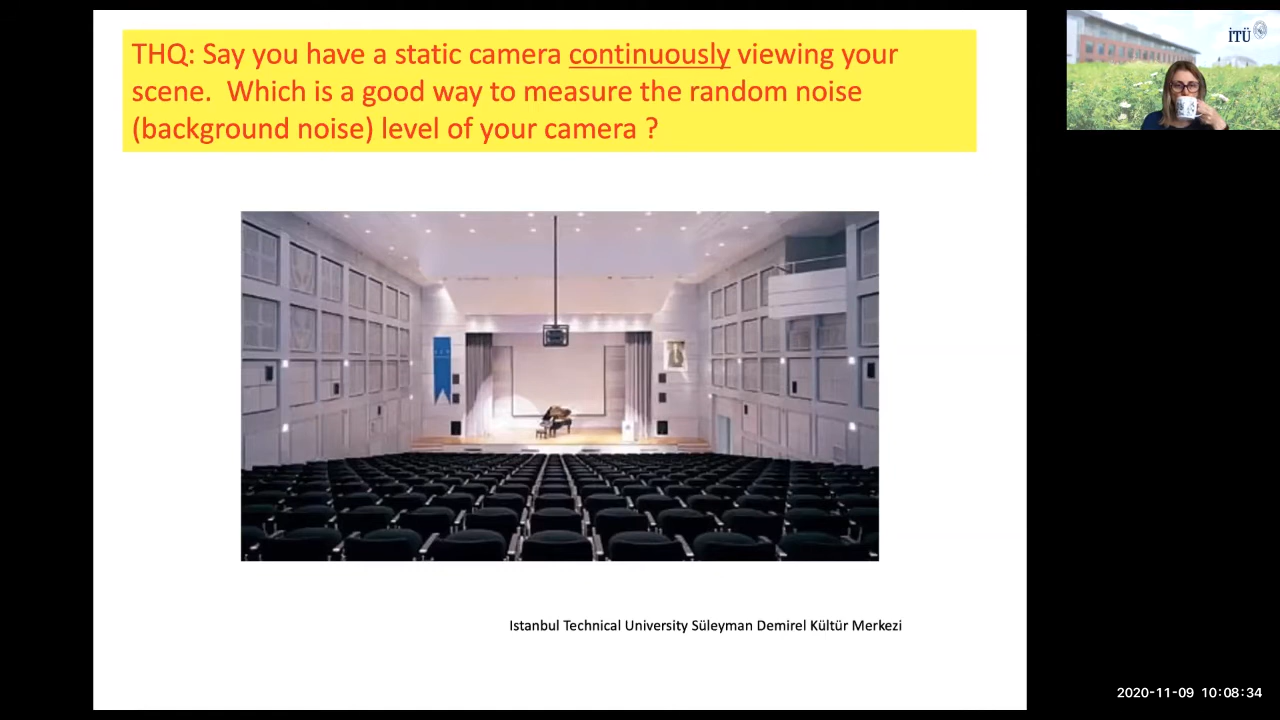 THQ: Say you have a static camera continuously viewing your
scene. Which is a good way to measure the random noise
(background noise) level of your camera ?
İTÜ
Istanbul Technical University Süleyman Demirel Kültür Merkezi
2020-11-09 10:08:34